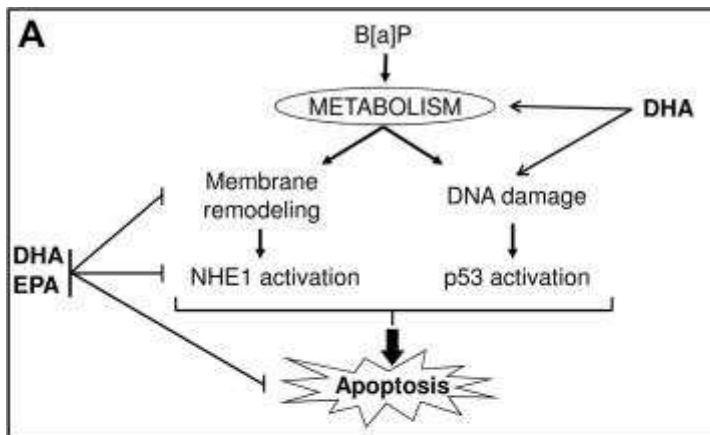 A
B[a]P
METABOLISM
DHA
Membrane
remodeling
DNA damage
DHA
EPA
NHE1 activation
p53 activation
Apoptosis